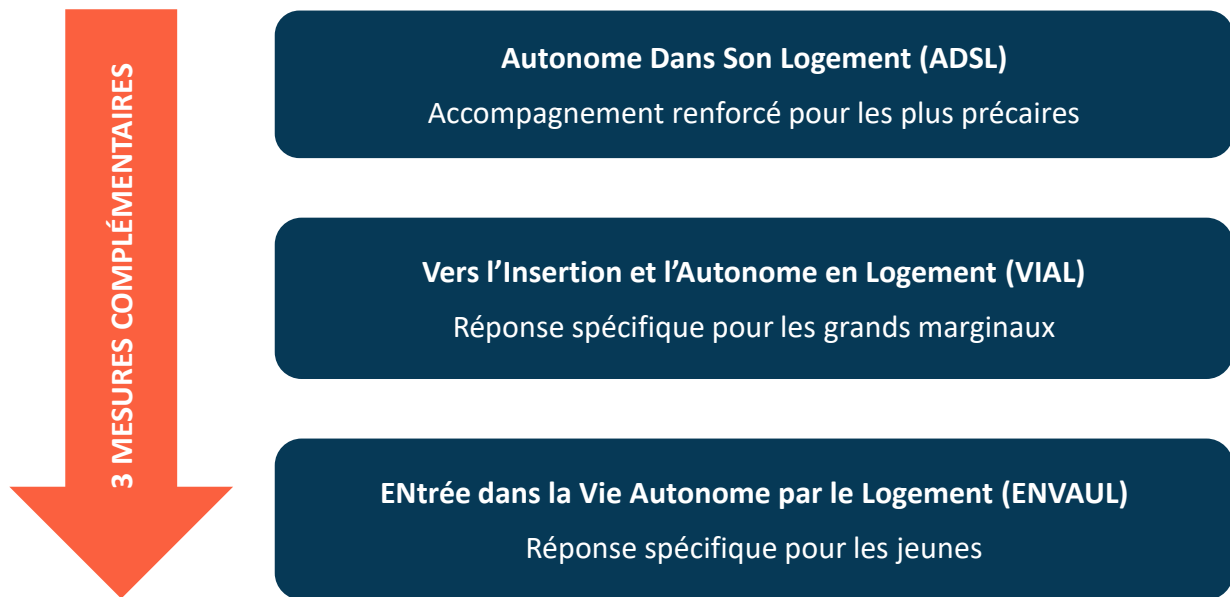 3 MESURES COMPLÉMENTAIRES
Autonome Dans Son Logement (ADSL)
Accompagnement renforcé pour les plus précaires
Vers l’Insertion et l’Autonome en Logement (VIAL)
Réponse spécifique pour les grands marginaux
ENtrée dans la Vie Autonome par le Logement (ENVAUL)
Réponse spécifique pour les jeunes